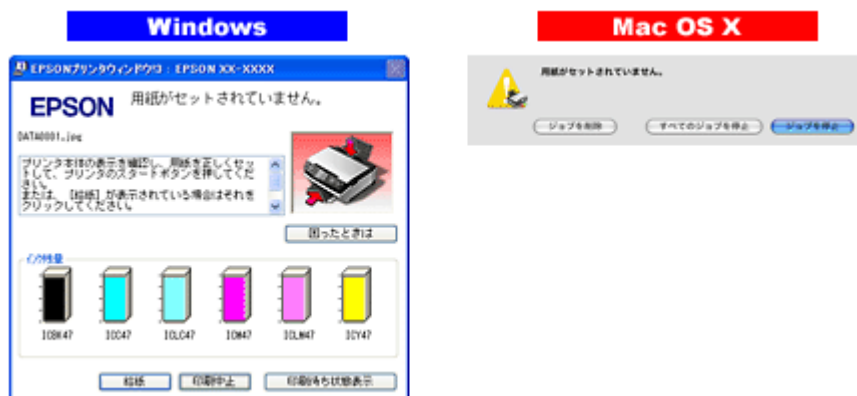 Windows
EPSONプリンタウィンドウ!3 : EPSON XX-XXXX
EPSON
用紙がセットされていません。
DATA0001.jpg
プリンタ本体の表示を確認し、用紙を正しくセッ
トして、プリンタのスタートボタンを押してくだ
さい。
または、[給紙] が表示されている場合はそれを
クリックしてください。
困ったときは
インク残量
ICBK47
ICC47
ICLC47
ICM47
ICLM47
ICY47
給紙
印刷中止
印刷待ち状態表示
Mac OS X
用紙がセットされていません。
ジョブを削除
すべてのジョブを停止
ジョブを停止